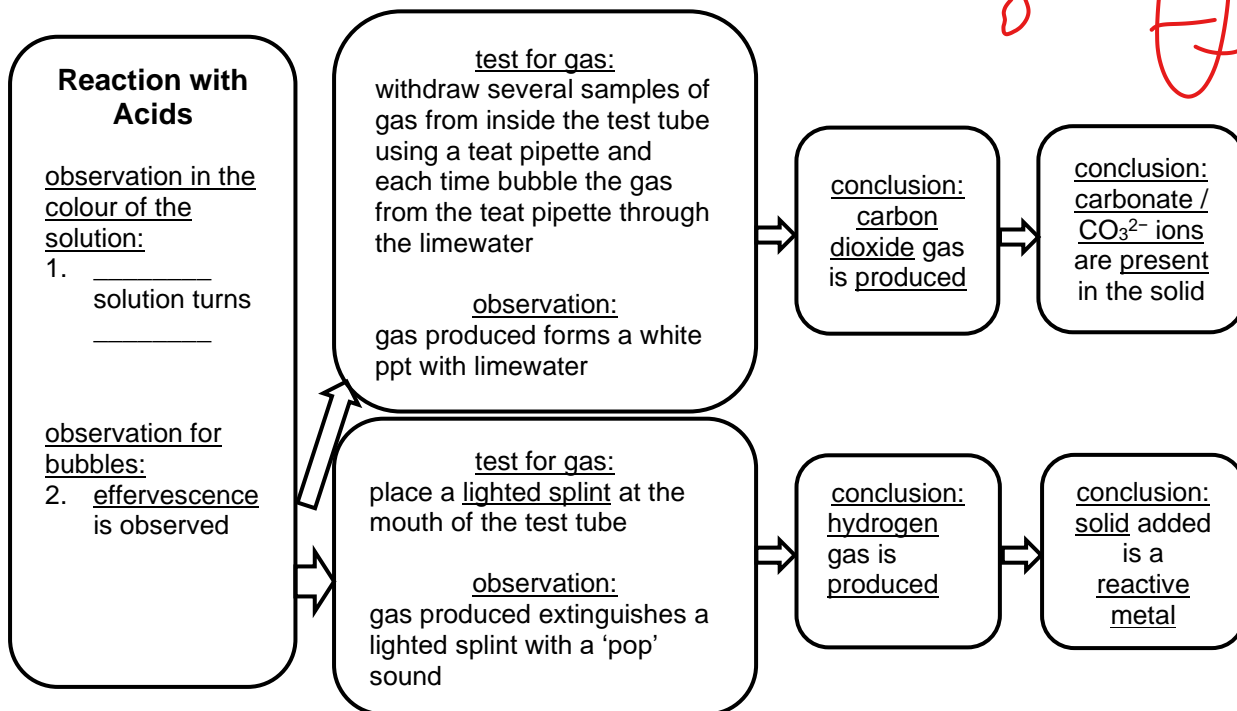 Reaction with
Acids
observation in the
colour of the
solution:
1. ________
solution turns
________
observation for
bubbles:
2. effervescence
is observed
test for gas:
withdraw several samples of
gas from inside the test tube
using a teat pipette and
each time bubble the gas
from the teat pipette through
the limewater
observation:
gas produced forms a white
ppt with limewater
conclusion:
carbon
dioxide gas
is produced
conclusion:
carbonate /
CO₃²⁻ ions
are present
in the solid
test for gas:
place a lighted splint at the
mouth of the test tube
observation:
gas produced extinguishes a
lighted splint with a ‘pop’
sound
conclusion:
hydrogen
gas is
produced
conclusion:
solid added
is a
reactive
metal